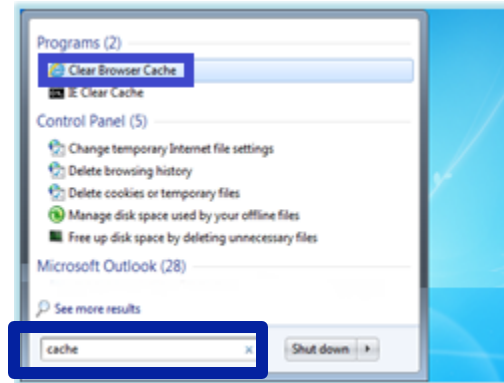 Programs (2)
Clear Browser Cache
IE Clear Cache
Control Panel (5)
Change temporary Internet file settings
Delete browsing history
Delete cookies or temporary files
Manage disk space used by your offline files
Free up disk space by deleting unnecessary files
Microsoft Outlook (28)
See more results
cache
Shut down